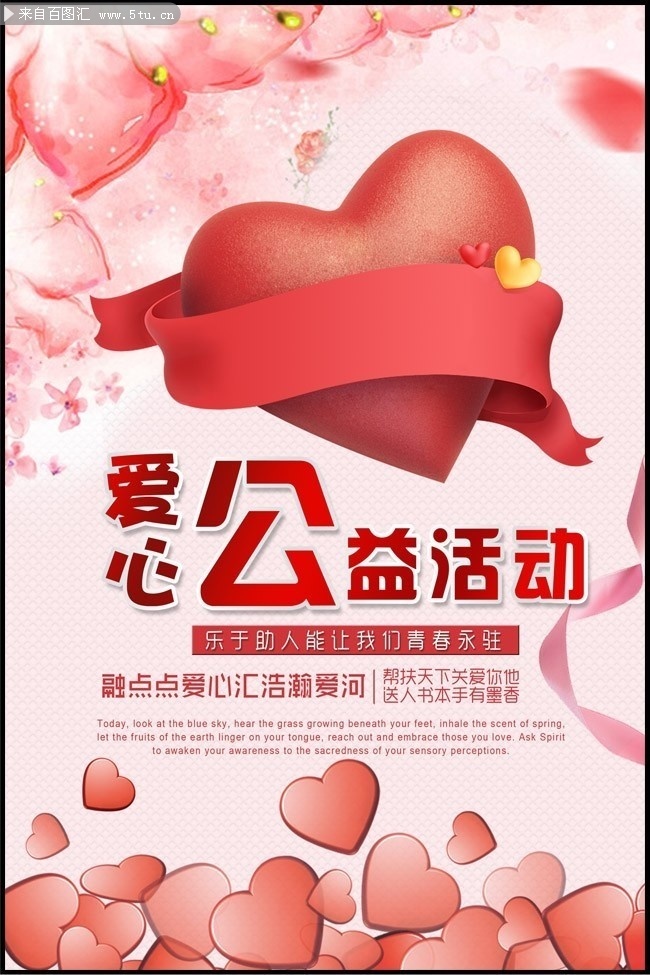 来自百图汇 www.5tu.cn
爱心公益活动
乐于助人能让我们青春永驻
融点点爱心汇浩瀚爱河
帮扶天下关爱你他
送人书本手有墨香
Today, look at the blue sky, hear the grass growing beneath your feet, inhale the scent of spring,
let the fruits of the earth linger on your tongue, reach out and embrace those you love. Ask Spirit
to awaken your awareness to the sacredness of your sensory perceptions.